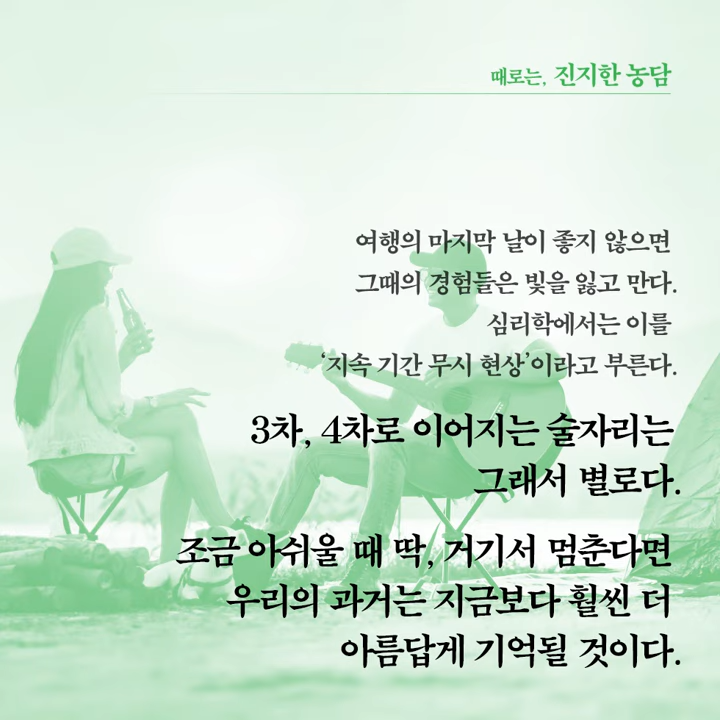 때로는, 진지한 농담
여행의 마지막 날이 좋지 않으면
그때의 경험들은 빛을 잃고 만다.
심리학에서는 이를
‘지속 기간 무시 현상’이라고 부른다.
3차, 4차로 이어지는 술자리는
그래서 별로다.
조금 아쉬울 때 딱, 거기서 멈춘다면
우리의 과거는 지금보다 훨씬 더
아름답게 기억될 것이다.